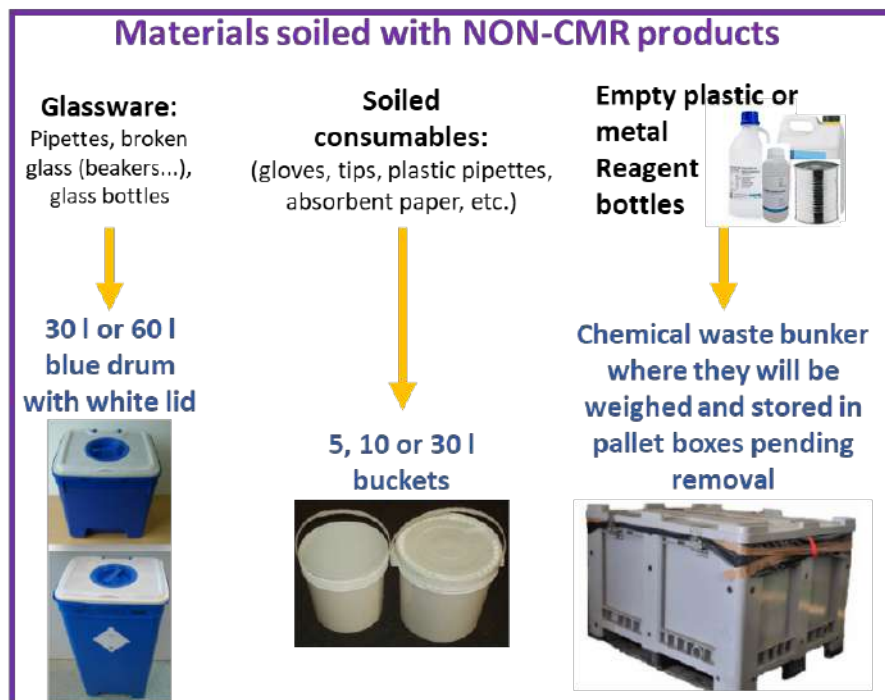 Materials soiled with NON-CMR products
Glassware:
Pipettes, broken
glass (beakers...),
glass bottles
30 l or 60 l
blue drum
with white lid
Soiled
consumables:
(gloves, tips, plastic pipettes,
absorbent paper, etc.)
5, 10 or 30 l
buckets
Empty plastic or
metal
Reagent
bottles
Chemical waste bunker
where they will be
weighed and stored in
pallet boxes pending
removal